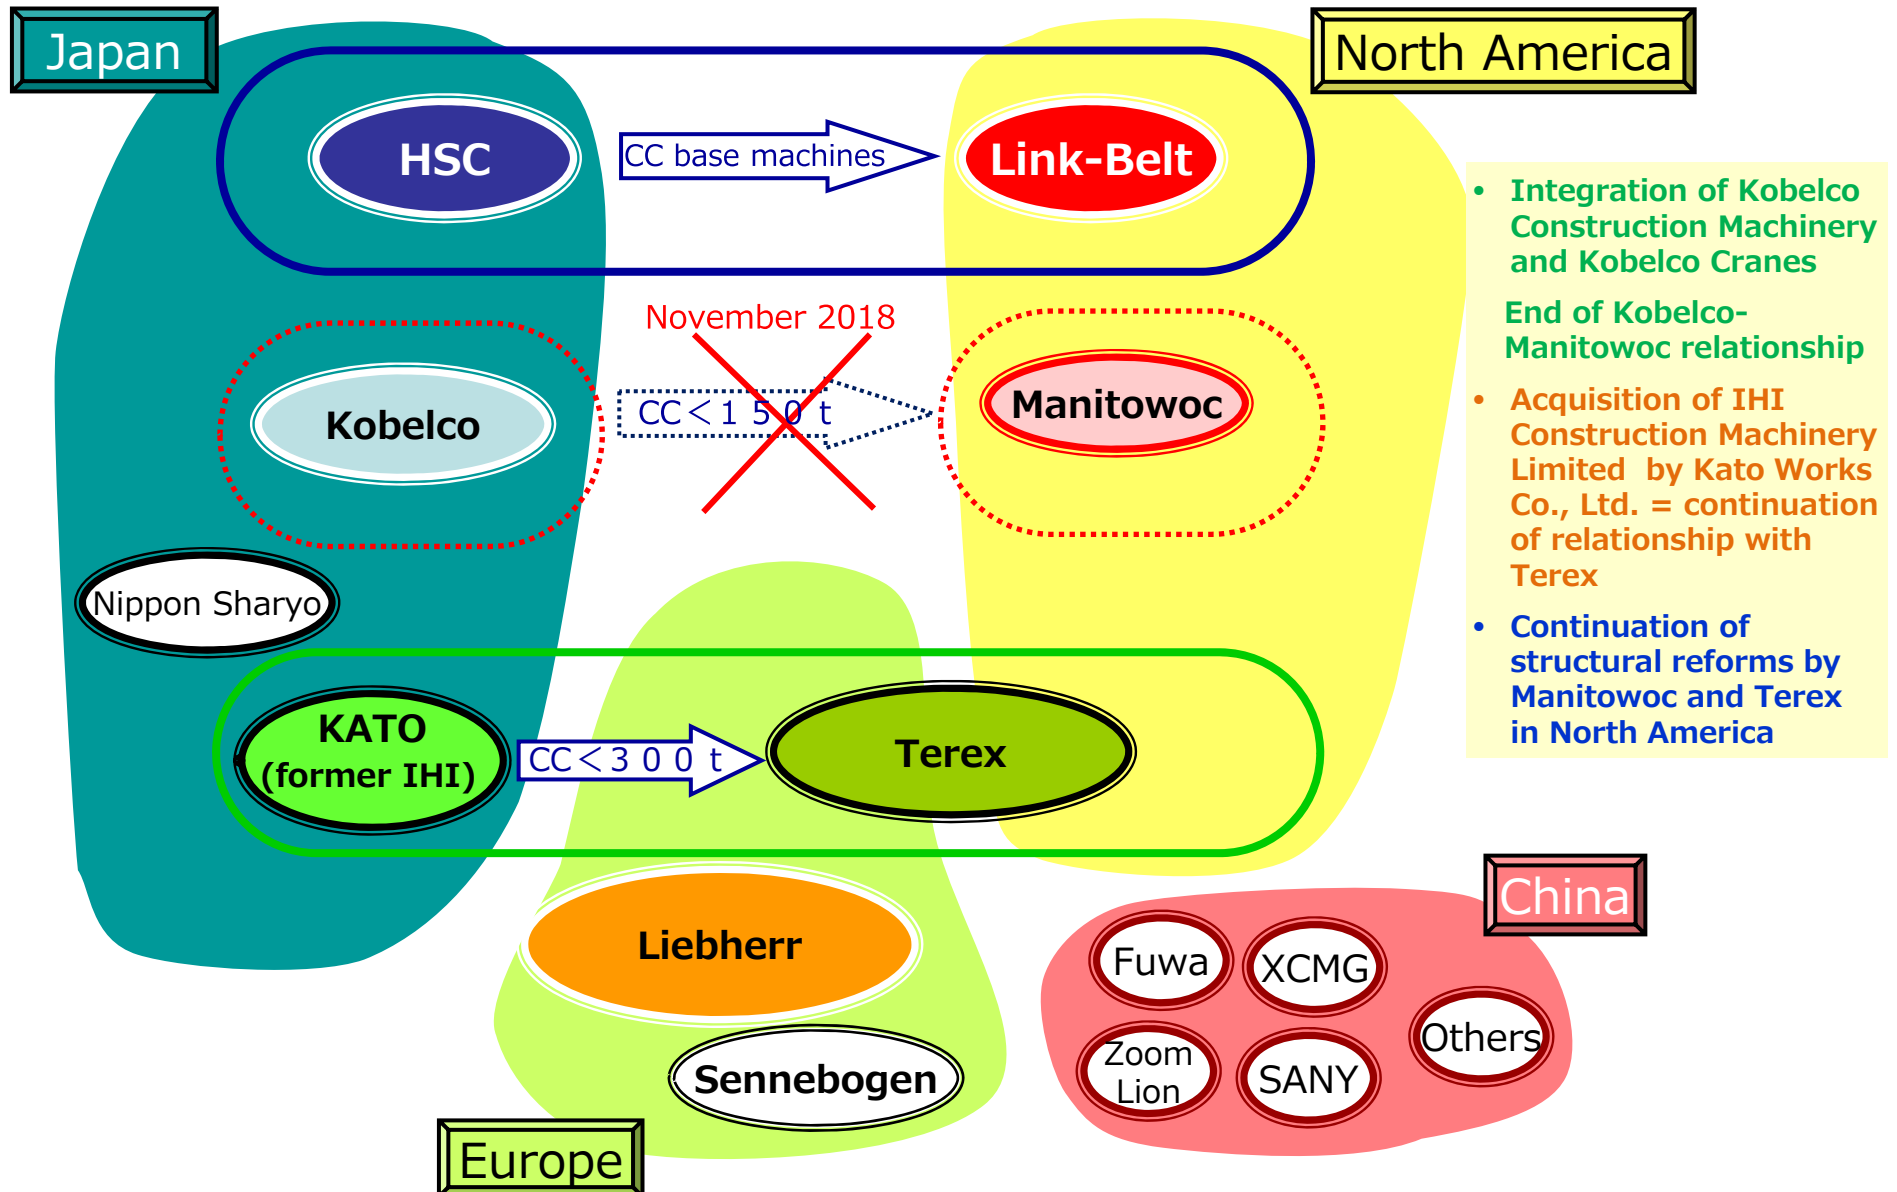 Japan
North America
HSC
CC base machines
Link-Belt
• Integration of Kobelco
Construction Machinery
and Kobelco Cranes
End of Kobelco-
Manitowoc relationship
• Acquisition of IHI
Construction Machinery
Limited by Kato Works
Co., Ltd. = continuation
of relationship with
Terex
• Continuation of
structural reforms by
Manitowoc and Terex
in North America
November 2018
Kobelco
CC＜１５０ｔ
Manitowoc
Nippon Sharyo
KATO
(former IHI)
CC＜３００ｔ
Terex
Liebherr
Sennebogen
Europe
China
Fuwa
XCMG
Others
Zoom
Lion
SANY